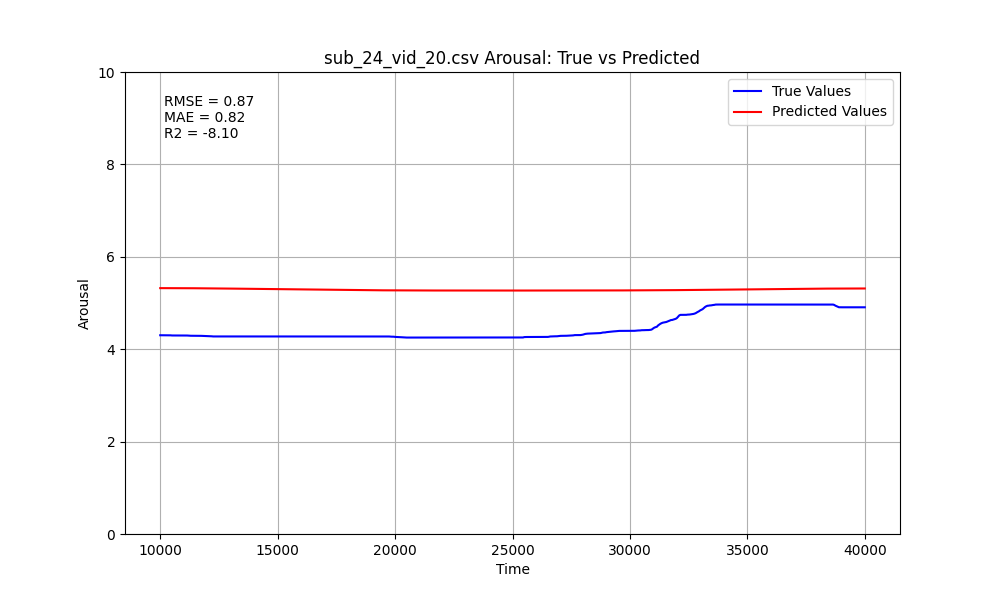 sub_24_vid_20.csv Arousal: True vs Predicted
10
RMSE = 0.87
MAE = 0.82
R2 = -8.10
True Values
Predicted Values
8
6
4
2
0
Arousal
10000 15000 20000 25000 30000 35000 40000
Time